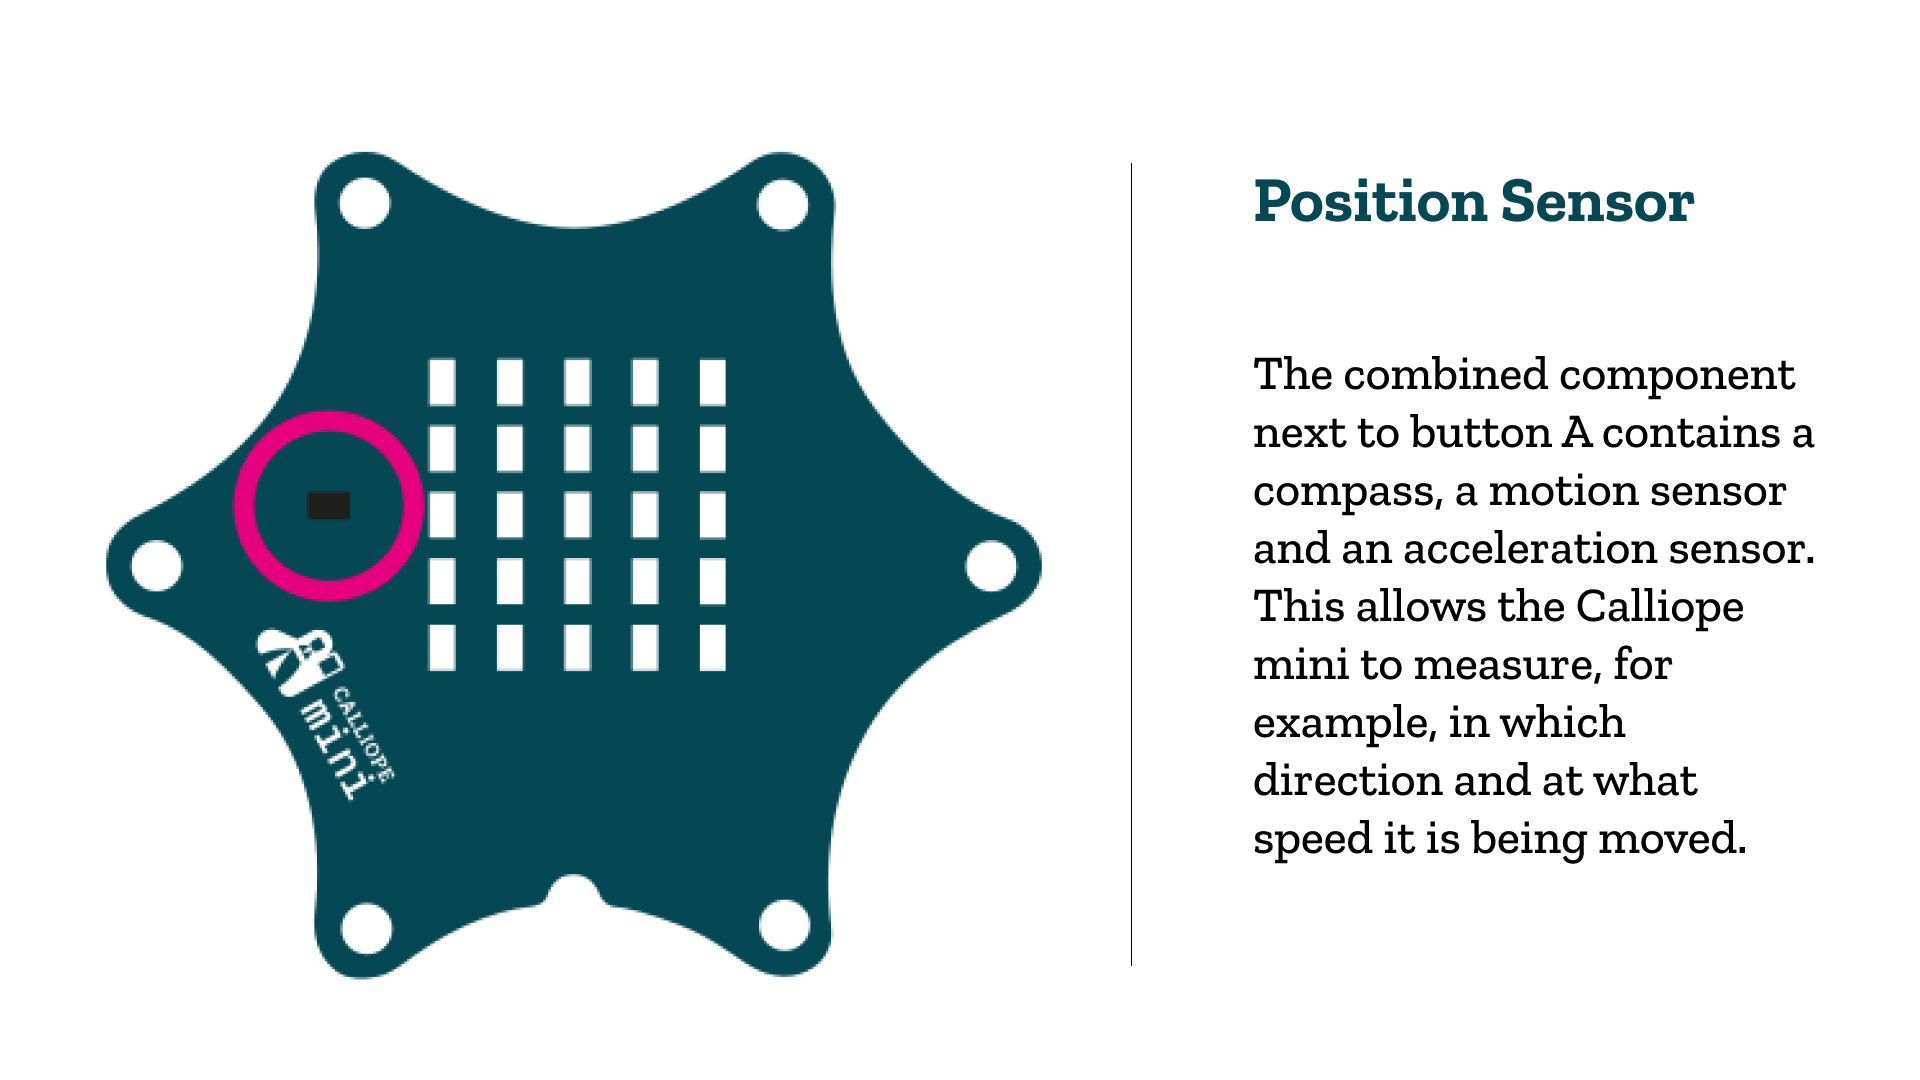 CALLIOPE
mini
Position Sensor
The combined component
next to button A contains a
compass, a motion sensor
and an acceleration sensor.
This allows the Calliope
mini to measure, for
example, in which
direction and at what
speed it is being moved.